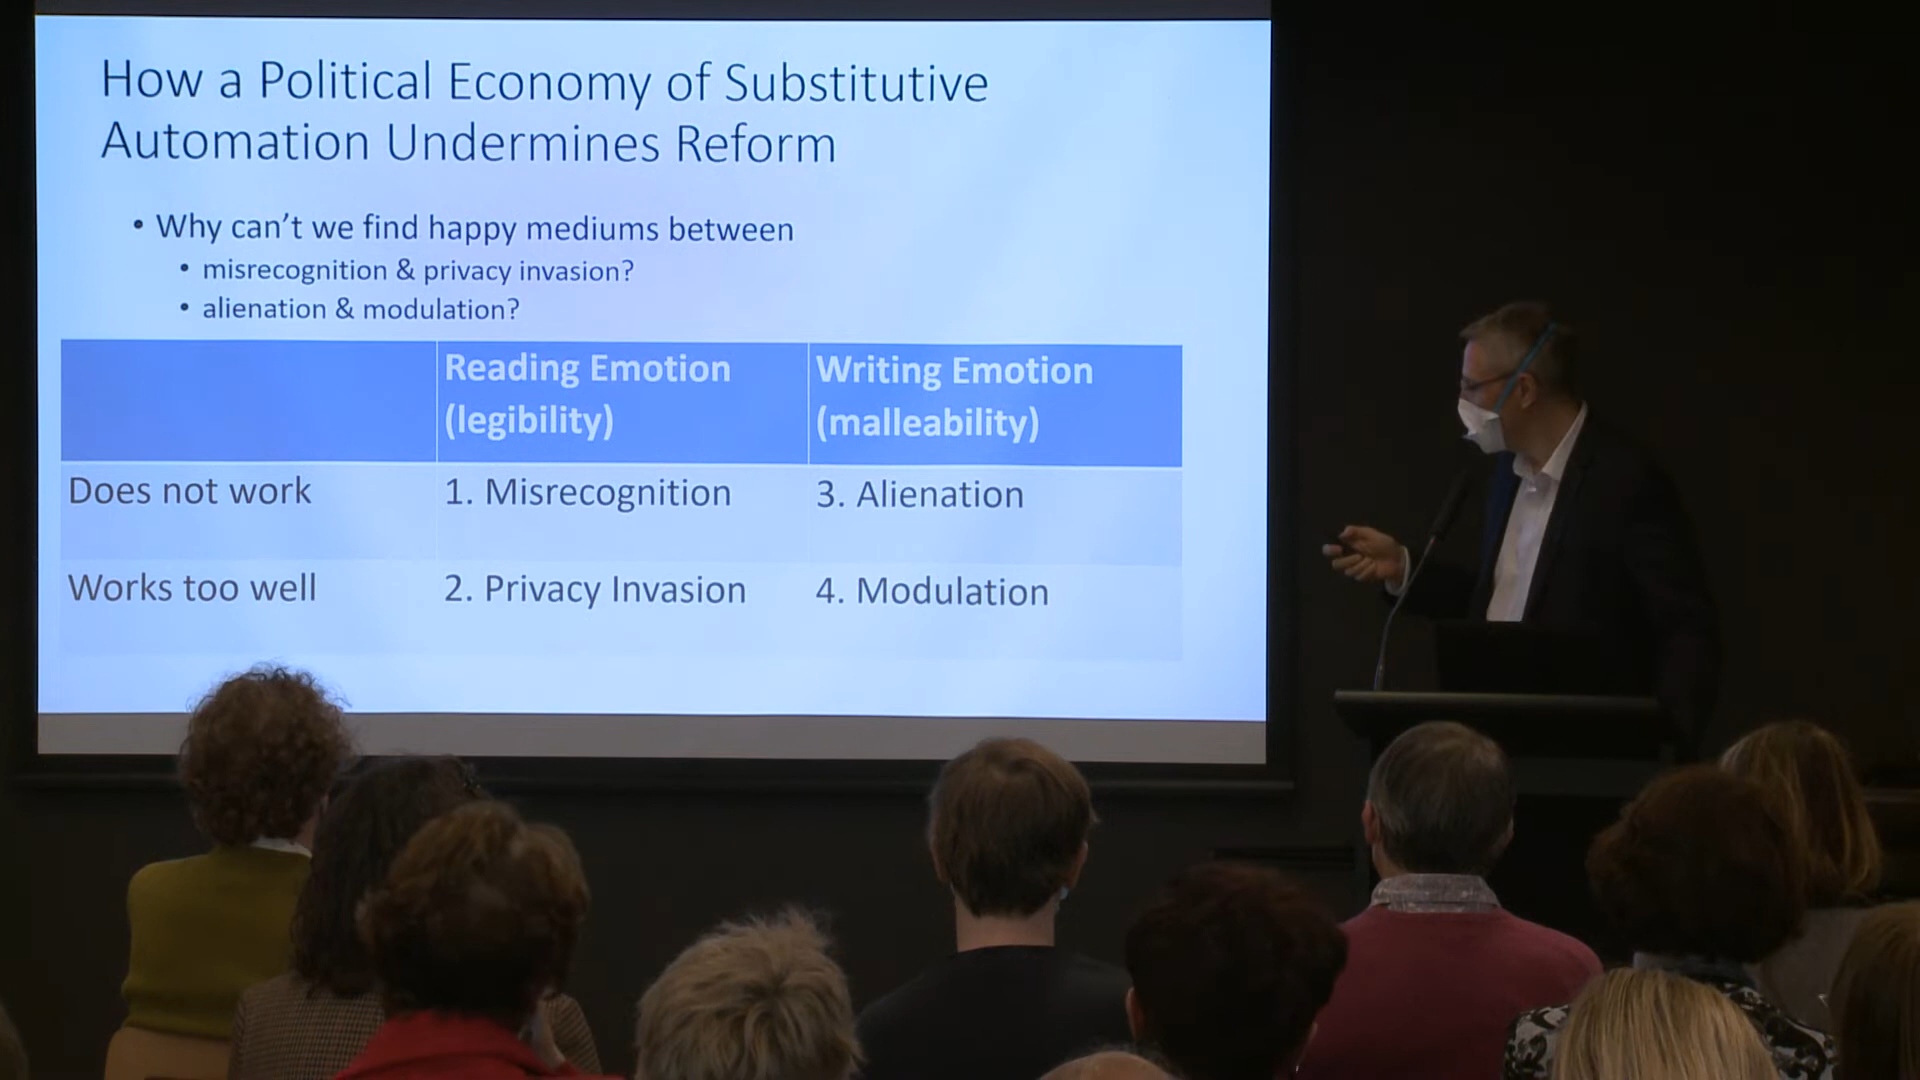 How a Political Economy of Substitutive
Automation Undermines Reform
• Why can't we find happy mediums between
• misrecognition & privacy invasion?
• alienation & modulation?
Reading Emotion
(legibility)
Writing Emotion
(malleability)
Does not work
1. Misrecognition
3. Alienation
Works too well
2. Privacy Invasion
4. Modulation